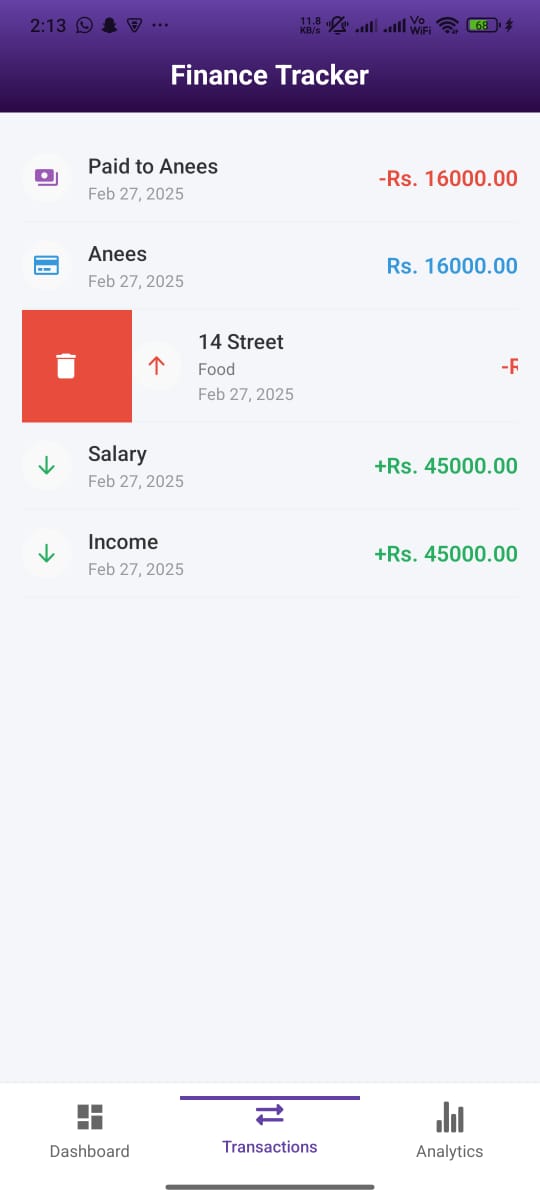 2:13
11.8
KB/s
Vo
WiFi
68
Finance Tracker
Paid to Anees
-Rs. 16000.00
Feb 27, 2025
Anees
Rs. 16000.00
Feb 27, 2025
14 Street
Food
Feb 27, 2025
Salary
+Rs. 45000.00
Feb 27, 2025
Income
+Rs. 45000.00
Feb 27, 2025
Dashboard
Transactions
Analytics